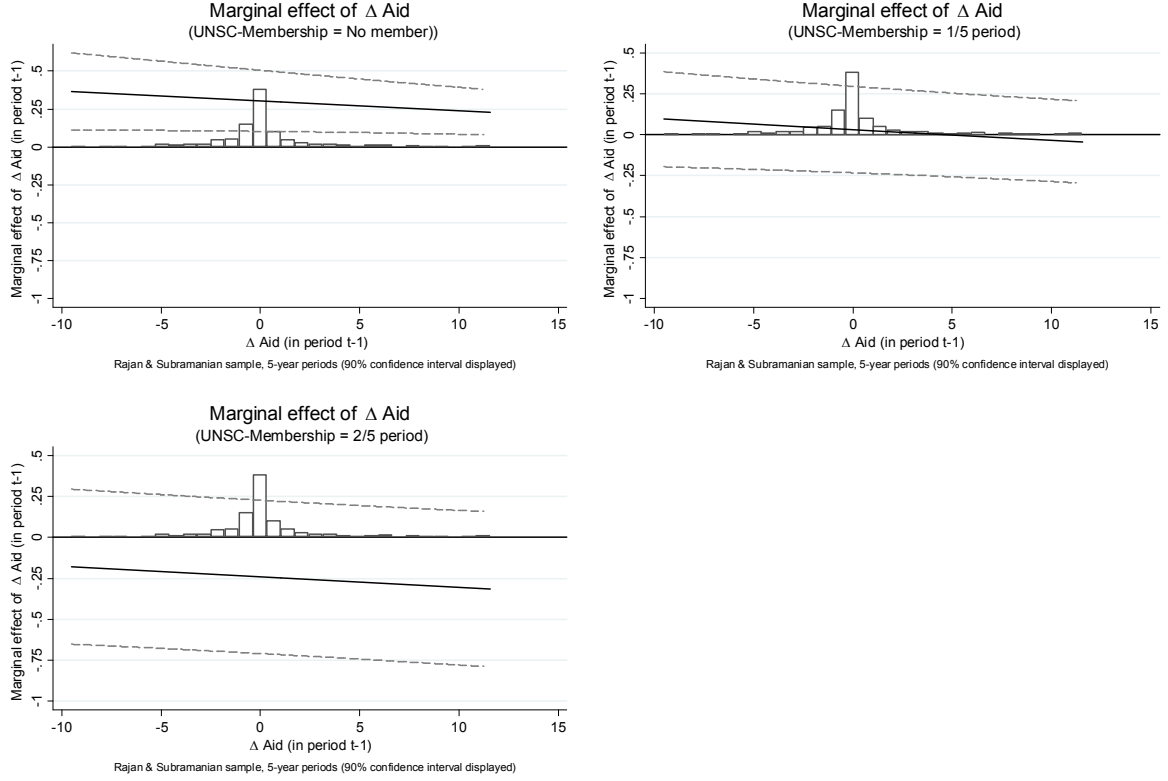 Marginal effect of Δ Aid
(UNSC-Membership = No member))
Marginal effect of Δ Aid (in period t-1)
.5
.25
0
-.25
-.5
-.75
-1
-10
-5
0
5
10
15
Δ Aid (in period t-1)
Rajan & Subramanian sample, 5-year periods (90% confidence interval displayed)
Marginal effect of Δ Aid
(UNSC-Membership = 1/5 period)
Marginal effect of Δ Aid (in period t-1)
.5
.25
0
-.25
-.5
-.75
-1
-10
-5
0
5
10
15
Δ Aid (in period t-1)
Rajan & Subramanian sample, 5-year periods (90% confidence interval displayed)
Marginal effect of Δ Aid
(UNSC-Membership = 2/5 period)
Marginal effect of Δ Aid (in period t-1)
.5
.25
0
-.25
-.5
-.75
-1
-10
-5
0
5
10
15
Δ Aid (in period t-1)
Rajan & Subramanian sample, 5-year periods (90% confidence interval displayed)